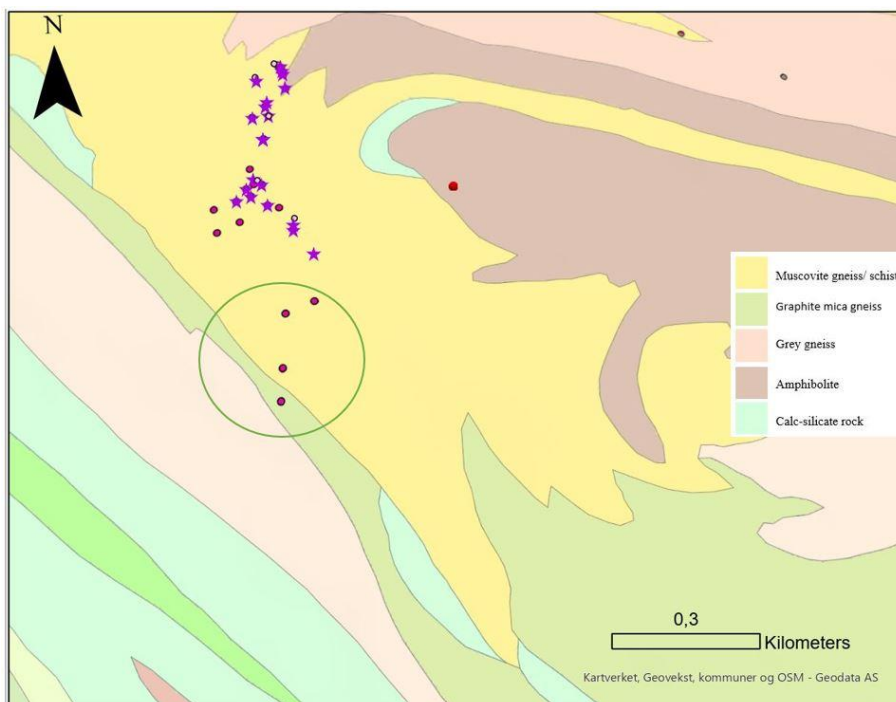 N
Muscovite gneiss/ schist
Graphite mica gneiss
Grey gneiss
Amphibolite
Calc-silicate rock
0,3
Kilometers
Kartverket, Geovekst, kommuner og OSM - Geodata AS